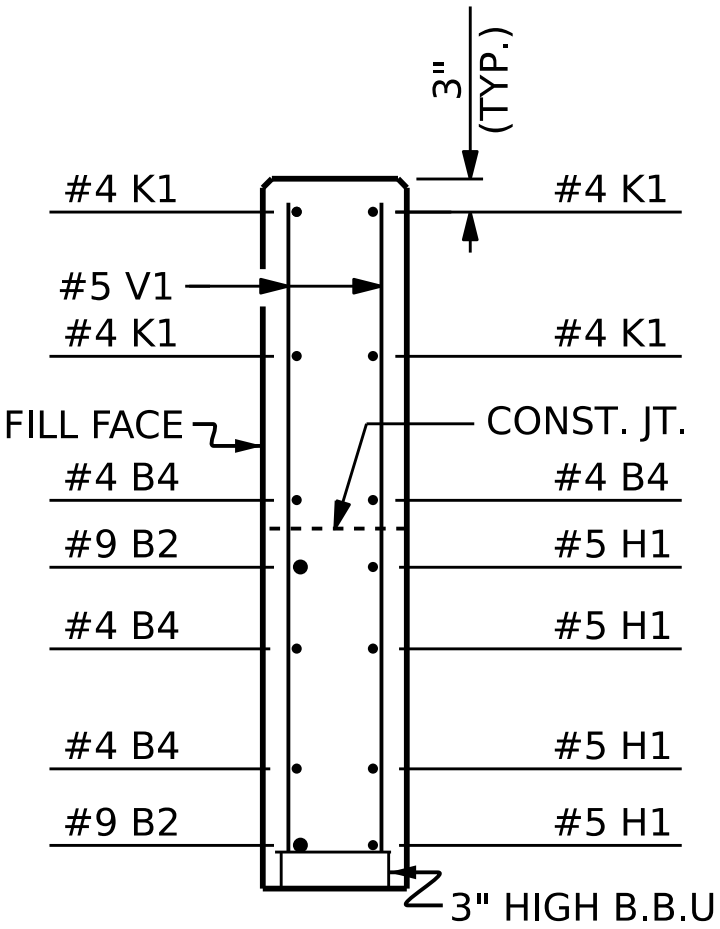 3"
(TYP.)
#4 K1
#4 K1
#5 V1
#4 K1
#4 K1
FILL FACE
CONST. JT.
#4 B4
#4 B4
#9 B2
#5 H1
#4 B4
#5 H1
#4 B4
#5 H1
#9 B2
#5 H1
3" HIGH B.B.U